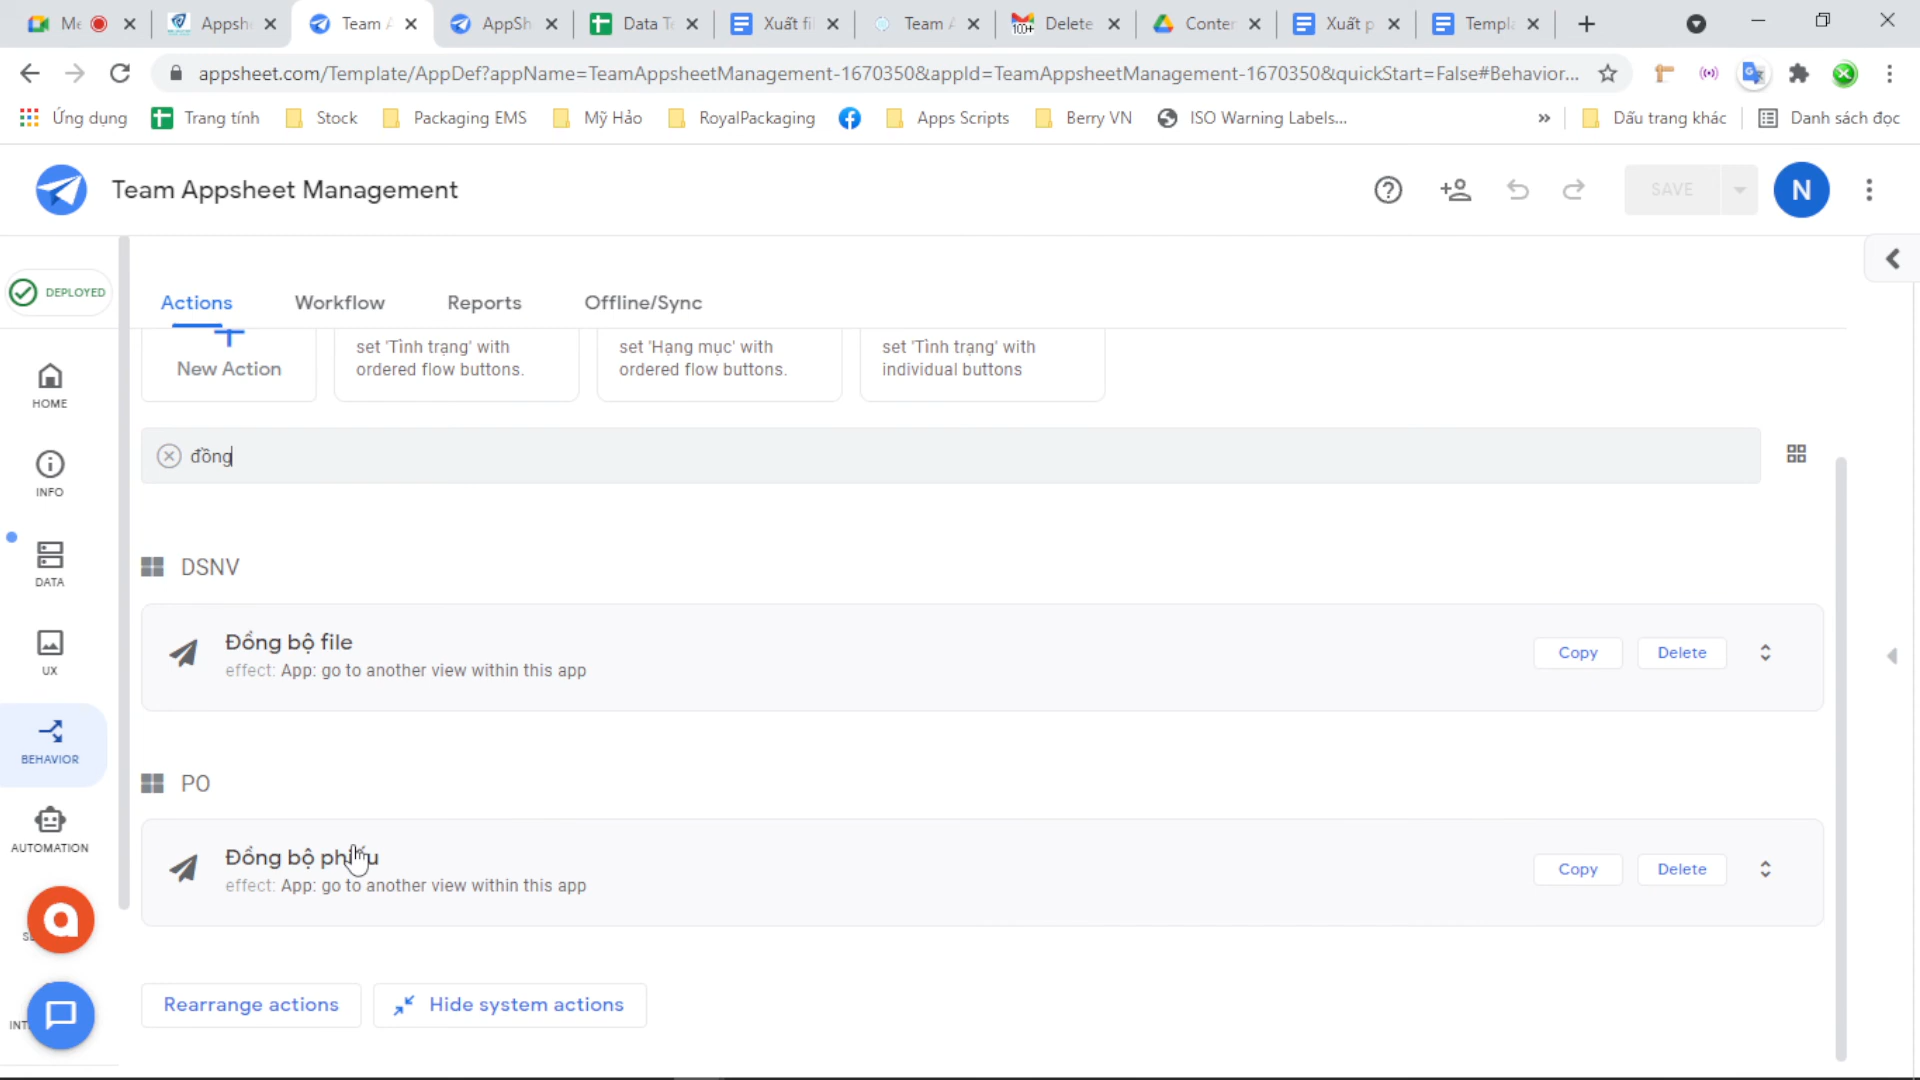 Me
Appsh
Team A
AppSh
Data T
Xuất fi
Team A
Delete
Conter
Xuất p
Templ
appsheet.com/Template/AppDef?appName=TeamAppsheetManagement-1670350&appId=TeamAppsheetManagement-1670350&quickStart=False#Behavior...
Ứng dụng
Trang tính
Stock
Packaging EMS
Mỹ Hảo
RoyalPackaging
Apps Scripts
Berry VN
ISO Warning Labels...
»
Dấu trang khác
Danh sách đọc
Team Appsheet Management
SAVE
N
DEPLOYED
Actions
Workflow
Reports
Offline/Sync
HOME
INFO
DATA
UX
BEHAVIOR
AUTOMATION
New Action
set 'Tình trạng' with
ordered flow buttons.
set 'Hạng mục' with
ordered flow buttons.
set 'Tình trạng' with
individual buttons
đồng
DSNV
Đồng bộ file
effect: App: go to another view within this app
Copy
Delete
PO
Đồng bộ phiếu
effect: App: go to another view within this app
Copy
Delete
Rearrange actions
Hide system actions